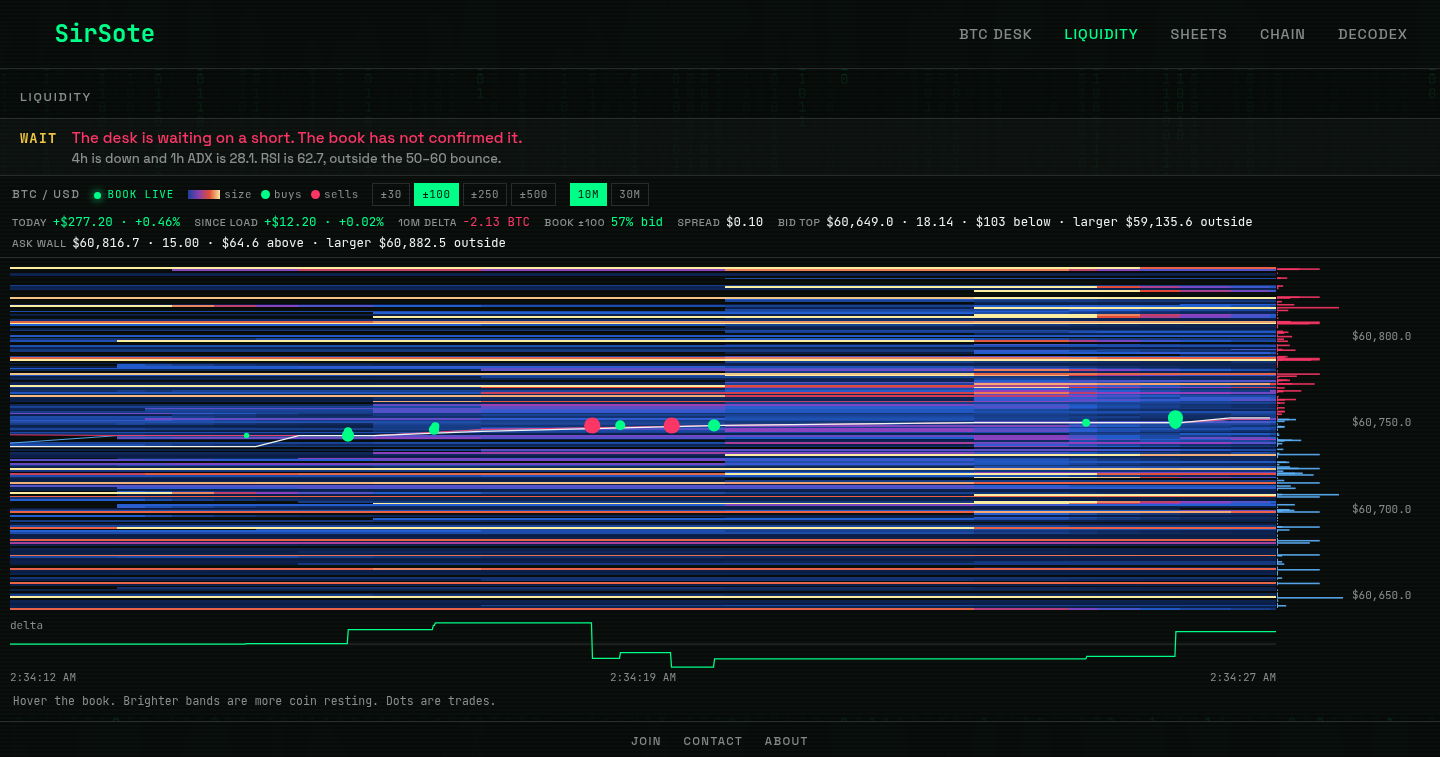 SirSote
BTC DESK LIQUIDITY SHEETS CHAIN DECODEX
LIQUIDITY
WAIT The desk is waiting on a short. The book has not confirmed it.
4h is down and 1h ADX is 28.1. RSI is 62.7, outside the 50–60 bounce.
BTC / USD BOOK LIVE size buys sells ±30 ±100 ±250 ±500 10M 30M
TODAY +$277.20 · +0.46% SINCE LOAD +$12.20 · +0.02% 10M DELTA -2.13 BTC BOOK ±100 57% bid SPREAD $0.10 BID TOP $60,649.0 · 18.14 · $103 below · larger $59,135.6 outside
ASK WALL $60,816.7 · 15.00 · $64.6 above · larger $60,882.5 outside
$60,800.0
$60,750.0
$60,700.0
$60,650.0
delta
2:34:12 AM 2:34:19 AM 2:34:27 AM
Hover the book. Brighter bands are more coin resting. Dots are trades.
JOIN CONTACT ABOUT